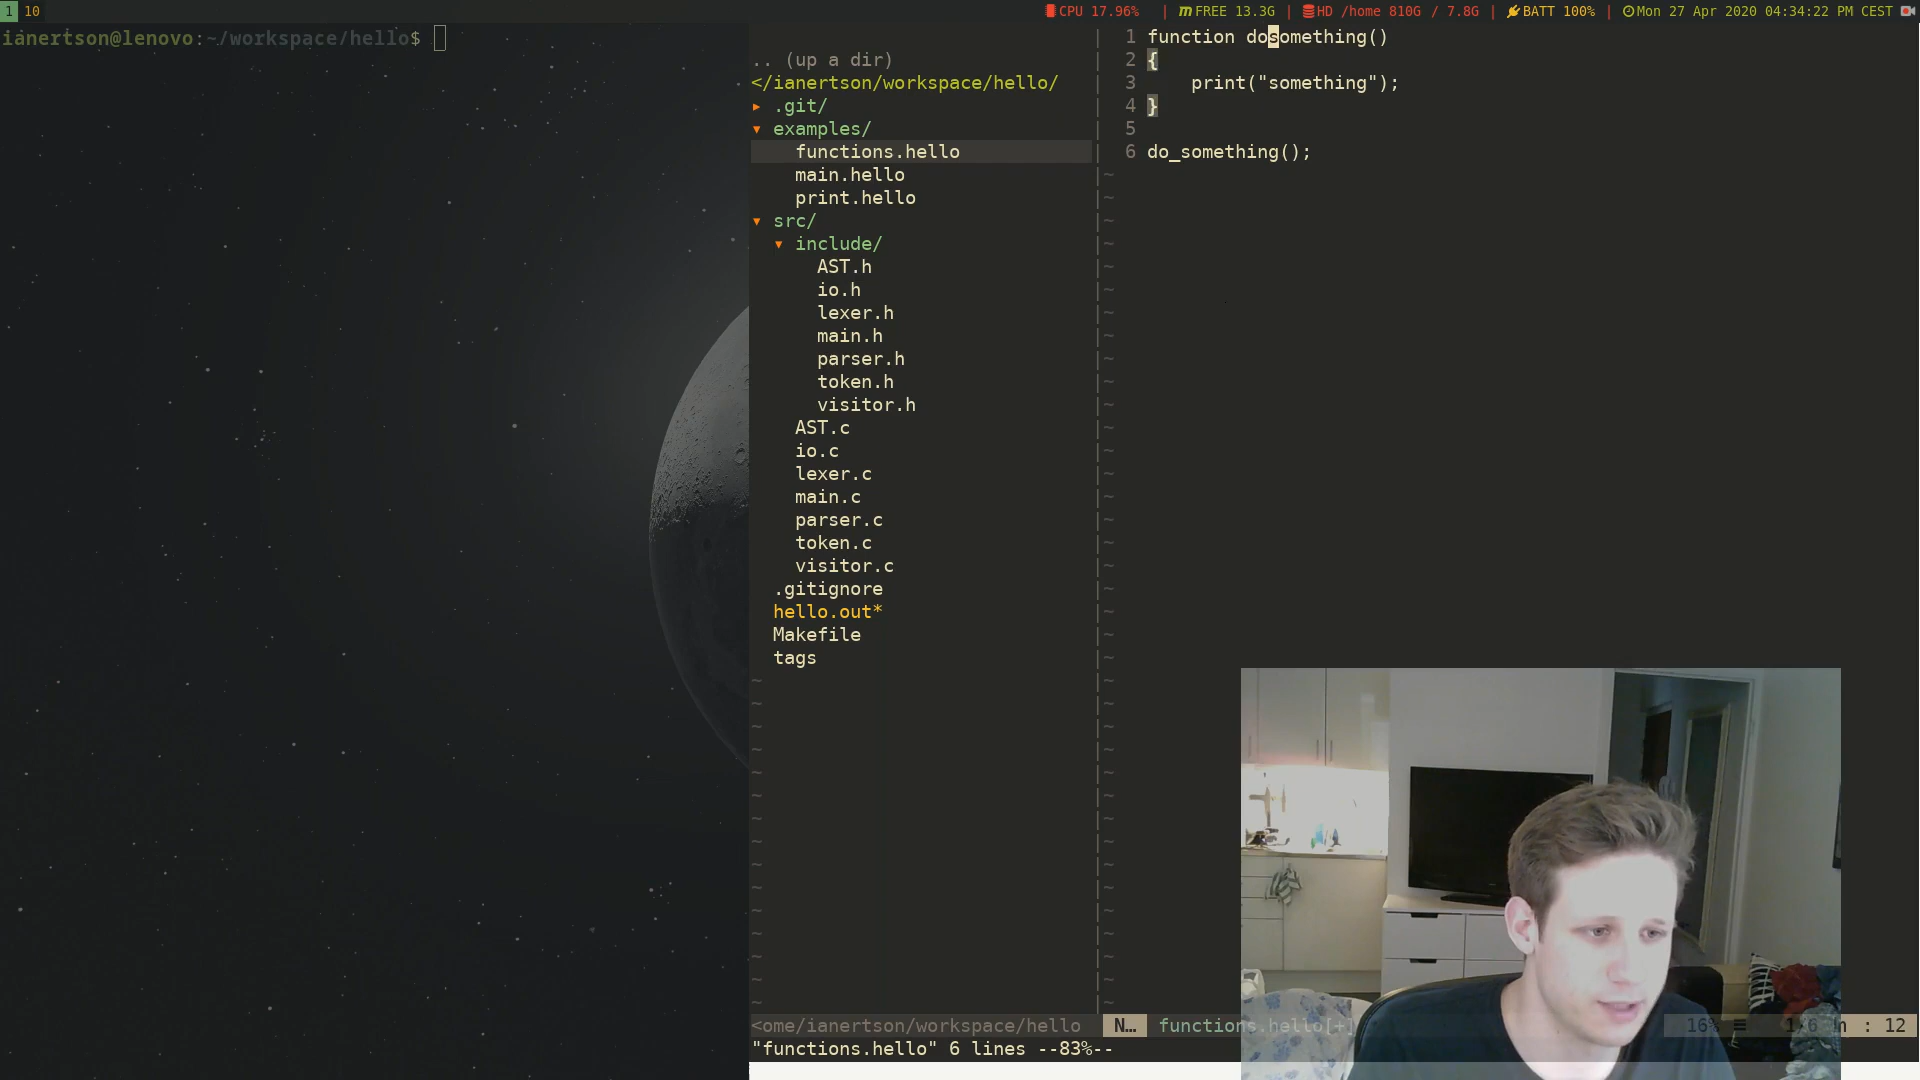 1 10 CPU 17.96% | FREE 13.3G | HD /home 810G / 7.8G | BATT 100% | Mon 27 Apr 2020 04:34:22 PM CEST
ianertson@lenovo:~/workspace/hello$
.. (up a dir)
</ianertson/workspace/hello/
▸ .git/
▾ examples/
functions.hello
main.hello
print.hello
▾ src/
▾ include/
AST.h
io.h
lexer.h
main.h
parser.h
token.h
visitor.h
AST.c
io.c
lexer.c
main.c
parser.c
token.c
visitor.c
.gitignore
hello.out*
Makefile
tags
1 function dosomething()
2 {
3     print("something");
4 }
5
6 do_something();
<ome/ianertson/workspace/hello N… functions.hello[+] 16% : 12
"functions.hello" 6 lines --83%--